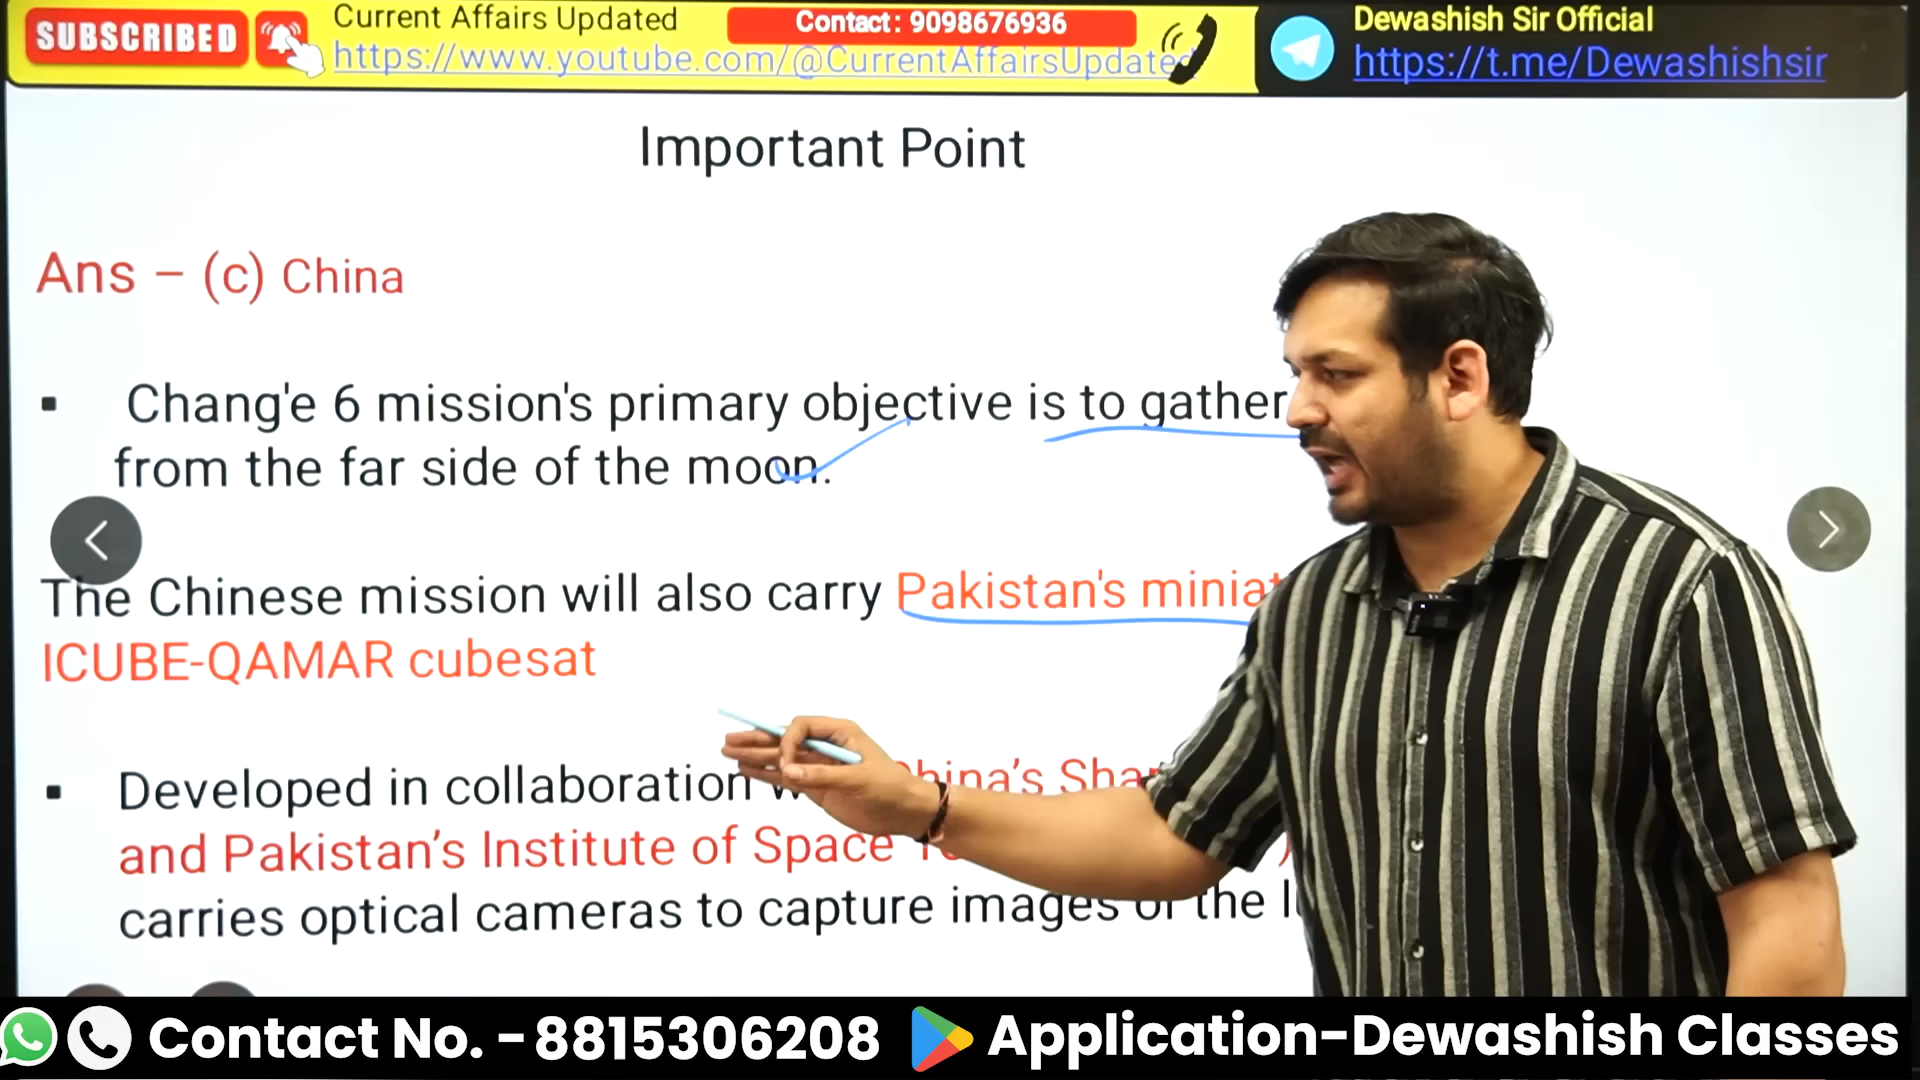 SUBSCRIBED
Current Affairs Updated
https://www.youtube.com/@CurrentAffairsUpdated
Contact : 9098676936
Dewashish Sir Official
https://t.me/Dewashishsir
Important Point
Ans – (c) China
▪ Chang'e 6 mission's primary objective is to gather
from the far side of the moon.
The Chinese mission will also carry Pakistan's
ICUBE-QAMAR cubesat
▪ Developed in collaboration China's
and Pakistan's Institute of Space
carries optical cameras to capture images of the
Contact No. - 8815306208
Application-Dewashish Classes